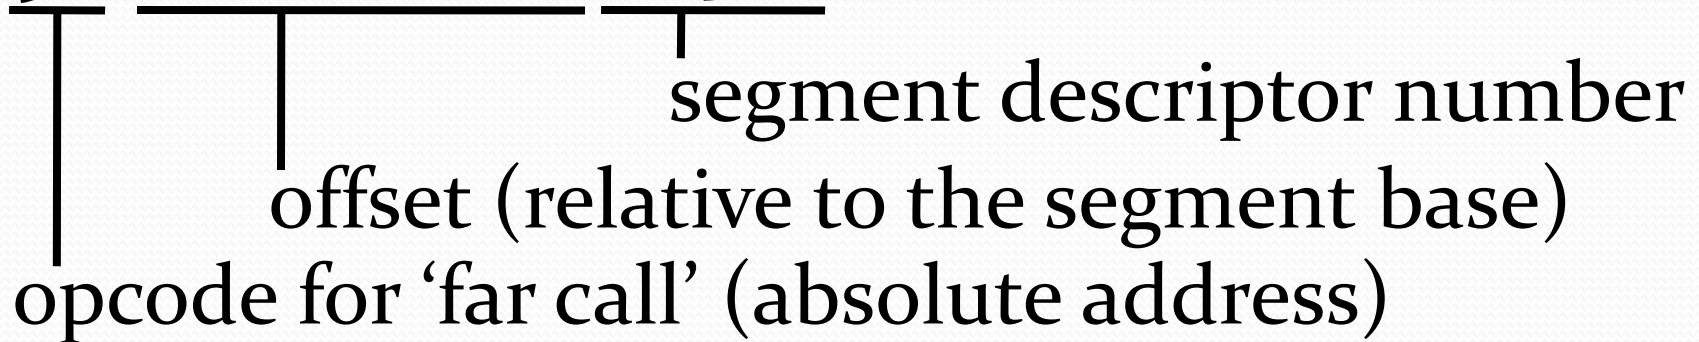 segment descriptor number
offset (relative to the segment base)
opcode for ‘far call’ (absolute address)